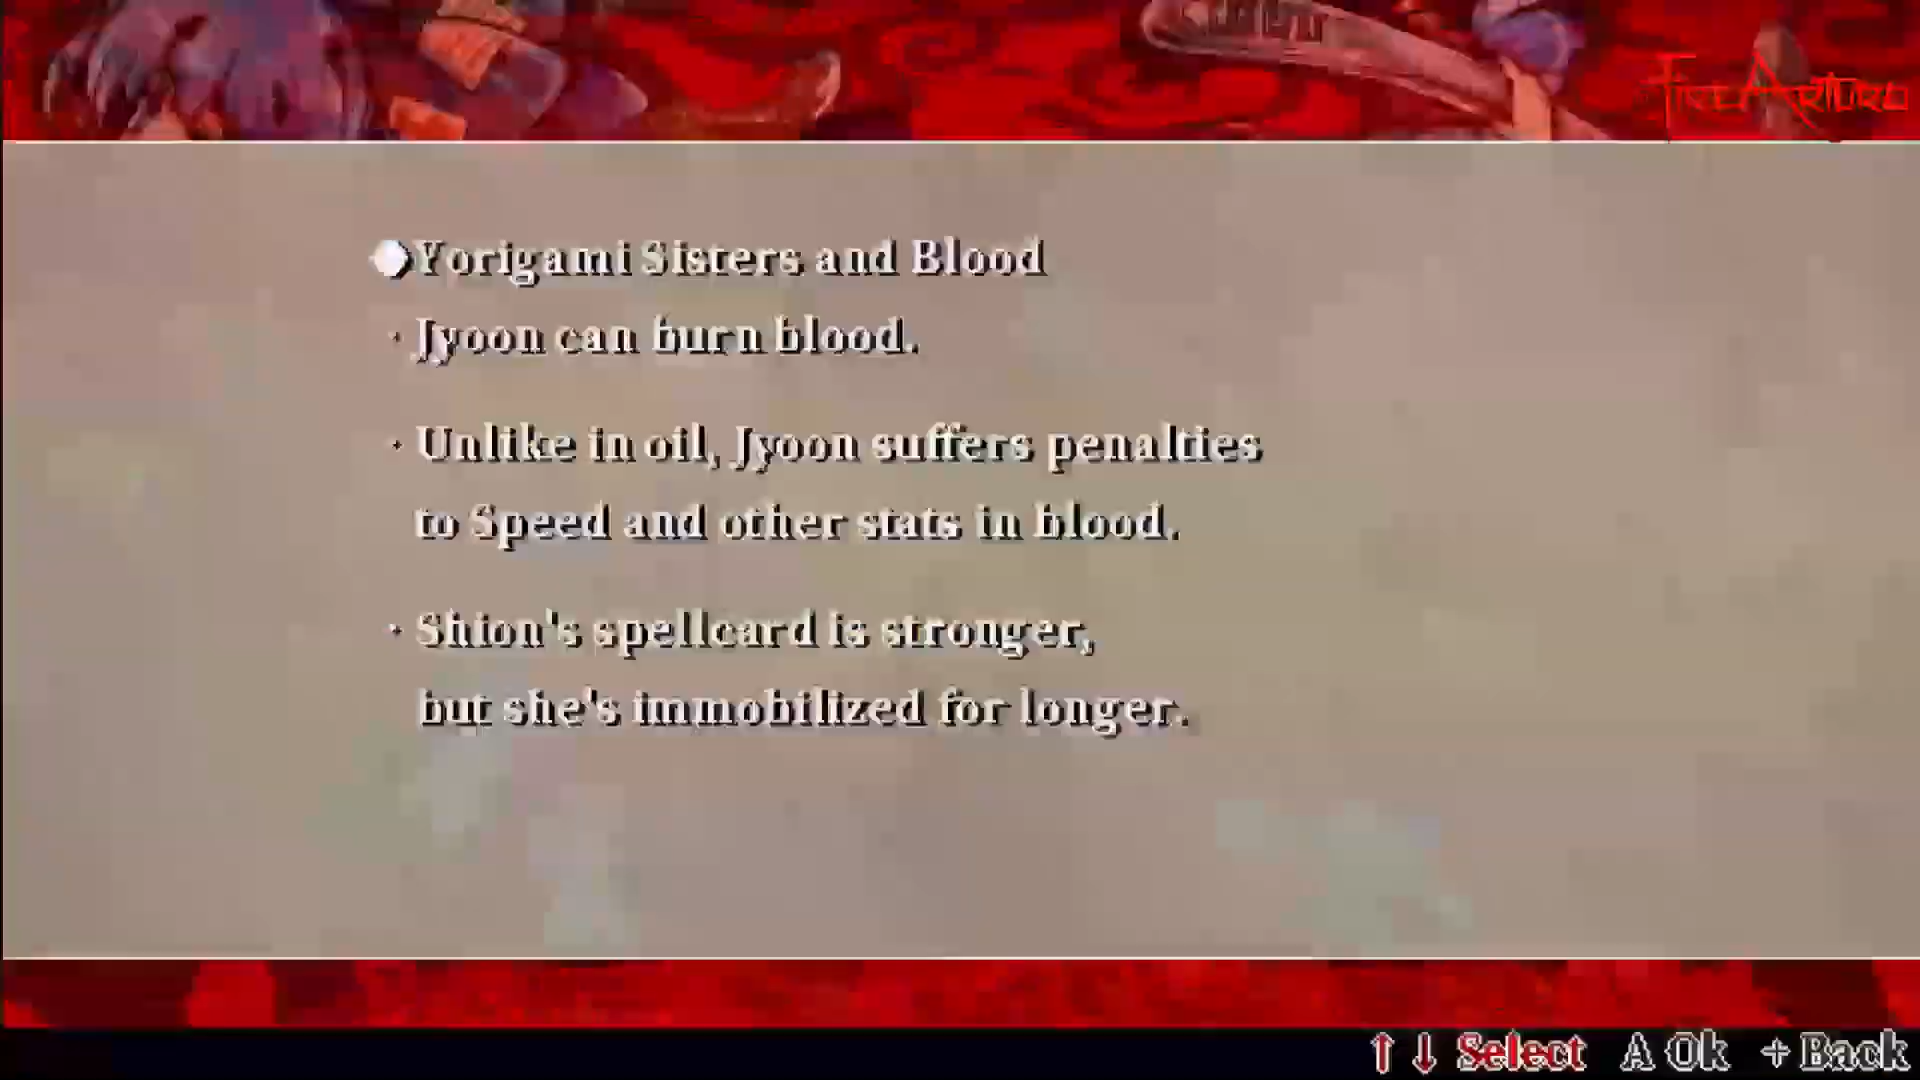 FireArturo
●Yorigami Sisters and Blood
· Jyoon can burn blood.
· Unlike in oil, Jyoon suffers penalties
to Speed and other stats in blood.
· Shion's spellcard is stronger,
but she's immobilized for longer.
↑ ↓ Select A Ok + Back